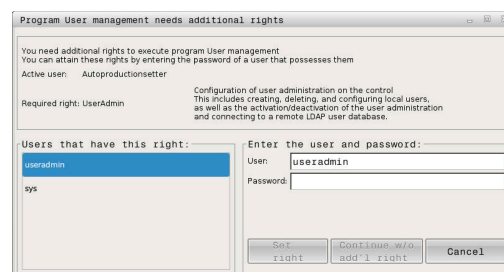 Program User management needs additional rights
You need additional rights to execute program User management
You can attain these rights by entering the password of a user that possesses them
Active user: Autoproductionsetter
Required right: UserAdmin
Configuration of user administration on the control
This includes creating, deleting, and configuring local users,
as well as the activation/deactivation of the user administration
and connecting to a remote LDAP user database.
Users that have this right:
useradmin
sys
Enter the user and password:
User: useradmin
Password:
Set right
Continue w/o add'l right
Cancel